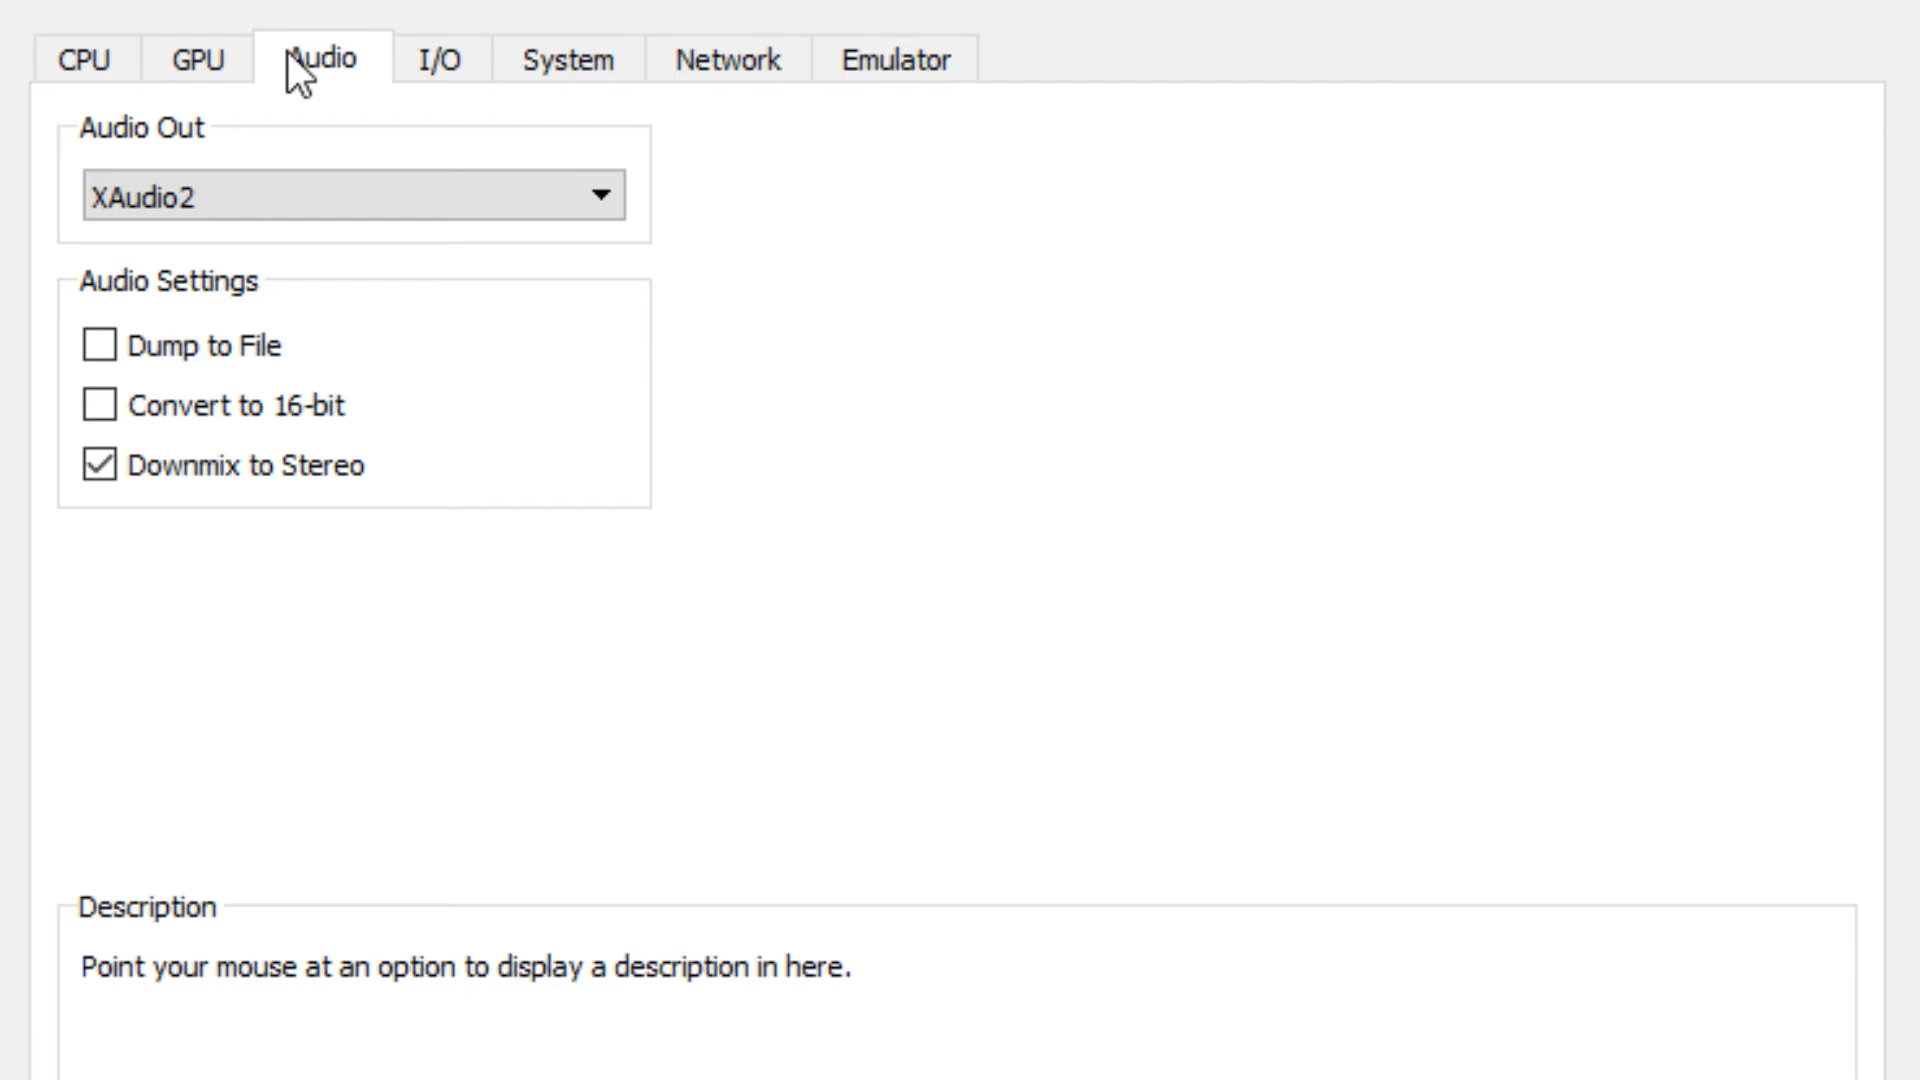 CPU GPU Audio I/O System Network Emulator
Audio Out
XAudio2
Audio Settings
Dump to File
Convert to 16-bit
Downmix to Stereo
Description
Point your mouse at an option to display a description in here.